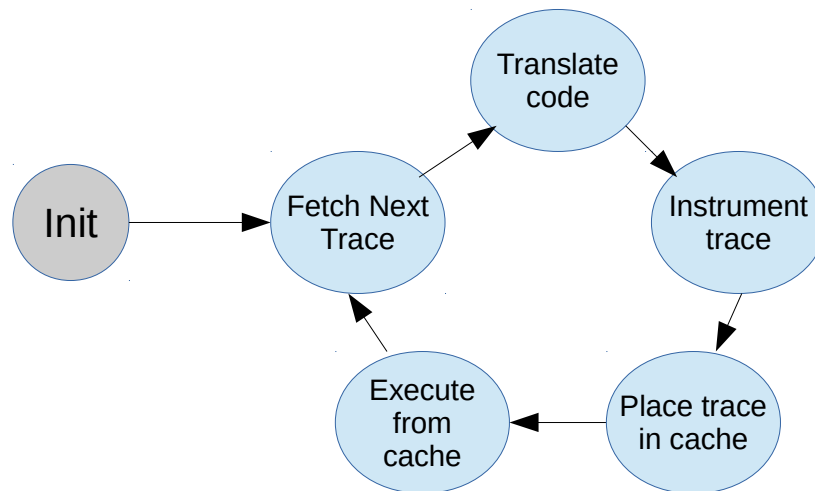 Init
Fetch Next
Trace
Translate
code
Instrument
trace
Place trace
in cache
Execute
from
cache